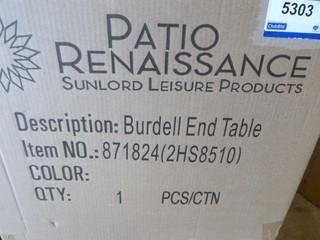 5303
PATIO
RENAISSANCE
SUNLORD LEISURE PRODUCTS
Description: Burdell End Table
Item NO.: 871824(2HS8510)
COLOR:
QTY: 1 PCS/CTN